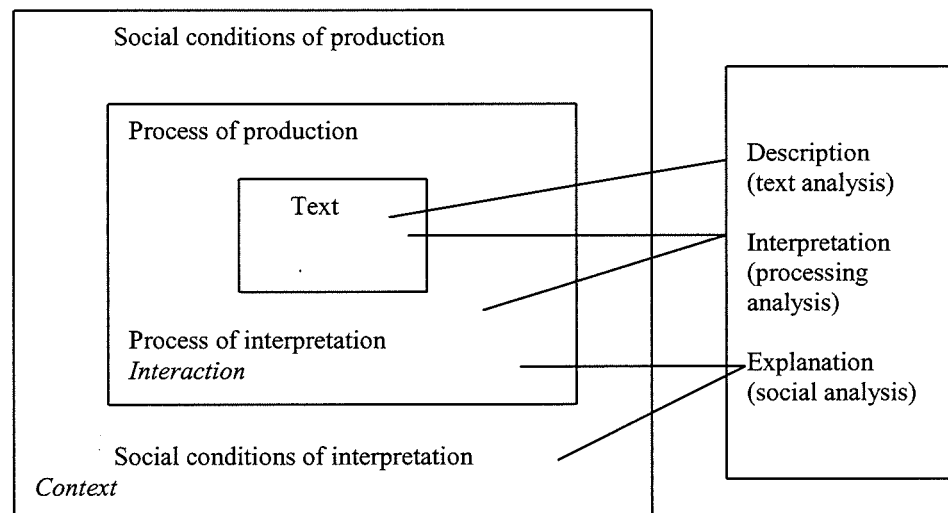 Social conditions of production
Process of production
Text
Process of interpretation
Interaction
Social conditions of interpretation
Context
Description
(text analysis)
Interpretation
(processing
analysis)
Explanation
(social analysis)